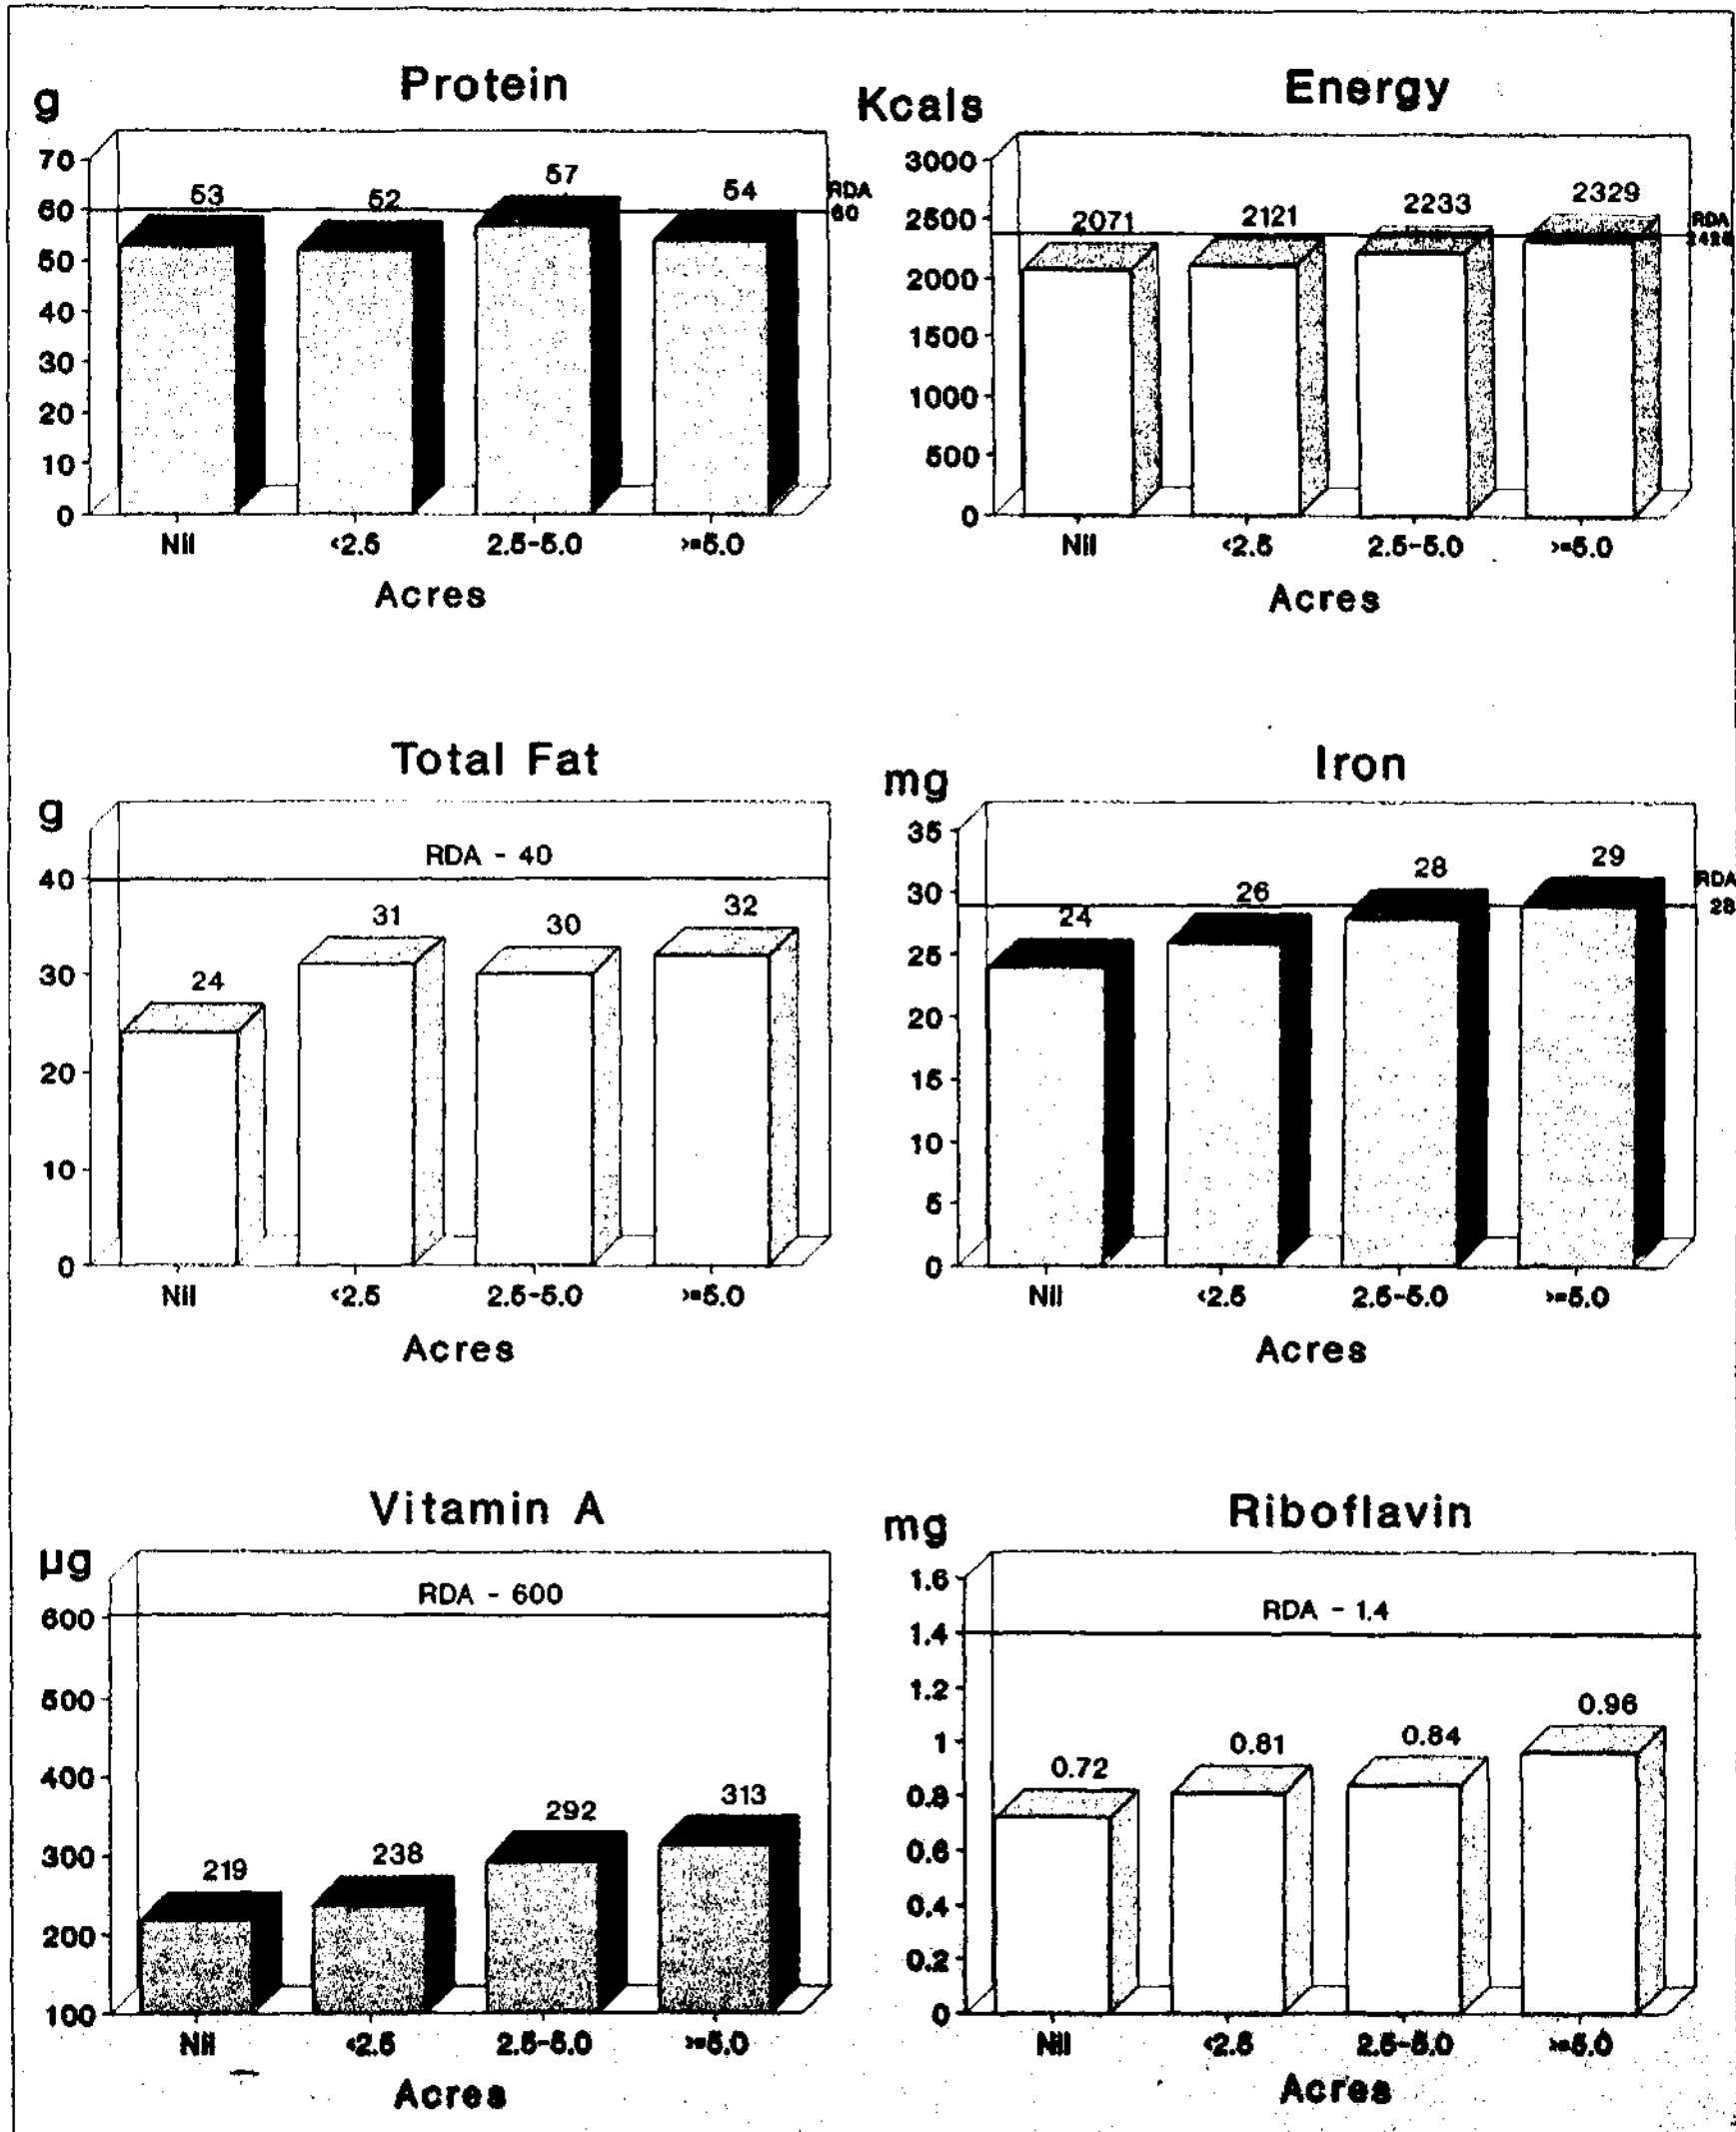 Protein
g
70
60
50
40
30
20
10
0
53
52
57
54
RDA
60
Nil
<2.5
2.5-5.0
>=5.0
Acres
Energy
Kcals
3000
2500
2000
1500
1000
500
0
2071
2121
2233
2329
RDA
Nil
<2.5
2.5-5.0
>=5.0
Acres
Total Fat
g
40
30
20
10
0
RDA - 40
24
31
30
32
Nil
<2.5
2.5-5.0
>=5.0
Acres
Iron
mg
35
30
25
20
15
10
5
0
24
26
28
29
RDA
28
Nil
<2.5
2.5-5.0
>=5.0
Acres
Vitamin A
µg
600
500
400
300
200
100
RDA - 600
219
238
292
313
Nil
<2.5
2.5-5.0
>=5.0
Acres
Riboflavin
mg
1.6
1.4
1.2
1
0.8
0.6
0.4
0.2
0
RDA - 1.4
0.72
0.81
0.84
0.96
Nil
<2.5
2.5-5.0
>=5.0
Acres